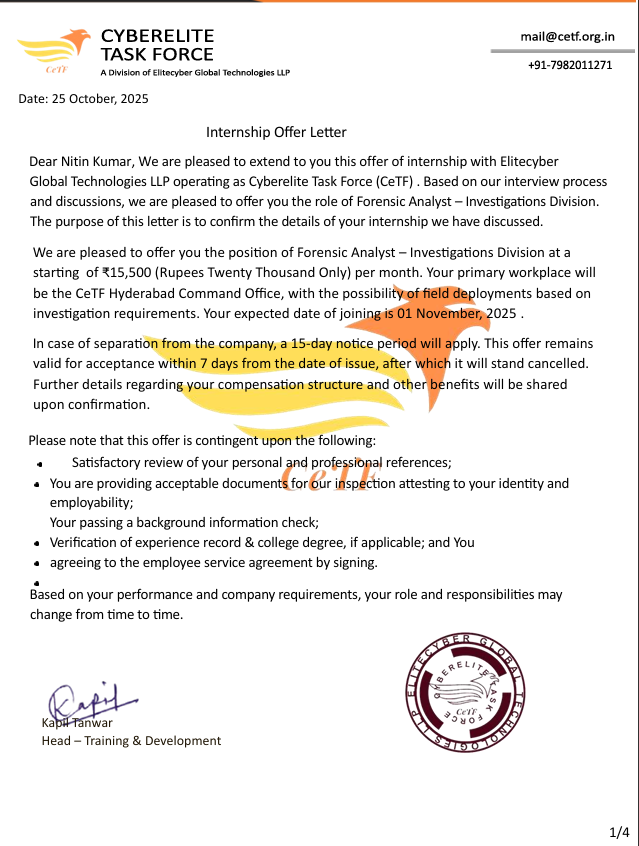 CYBERELITE
TASK FORCE
CeTF
A Division of Elitecyber Global Technologies LLP
mail@cetf.org.in
+91-7982011271
Date: 25 October, 2025
Internship Offer Letter
Dear Nitin Kumar, We are pleased to extend to you this offer of internship with Elitecyber
Global Technologies LLP operating as Cyberelite Task Force (CeTF) . Based on our interview process
and discussions, we are pleased to offer you the role of Forensic Analyst – Investigations Division.
The purpose of this letter is to confirm the details of your internship we have discussed.
We are pleased to offer you the position of Forensic Analyst – Investigations Division at a
starting of ₹15,500 (Rupees Twenty Thousand Only) per month. Your primary workplace will
be the CeTF Hyderabad Command Office, with the possibility of field deployments based on
investigation requirements. Your expected date of joining is 01 November, 2025 .
In case of separation from the company, a 15-day notice period will apply. This offer remains
valid for acceptance within 7 days from the date of issue, after which it will stand cancelled.
Further details regarding your compensation structure and other benefits will be shared
upon confirmation.
Please note that this offer is contingent upon the following:
• Satisfactory review of your personal and professional references;
CeTF
• You are providing acceptable documents for our inspection attesting to your identity and
employability;
Your passing a background information check;
• Verification of experience record & college degree, if applicable; and You
• agreeing to the employee service agreement by signing.
•
Based on your performance and company requirements, your role and responsibilities may
change from time to time.
Kapil
Kapil Tanwar
Head – Training & Development
ELITECYBER GLOBAL TECHNOLOGIES LLP
CYBERELITE TASK FORCE
CeTF
1/4